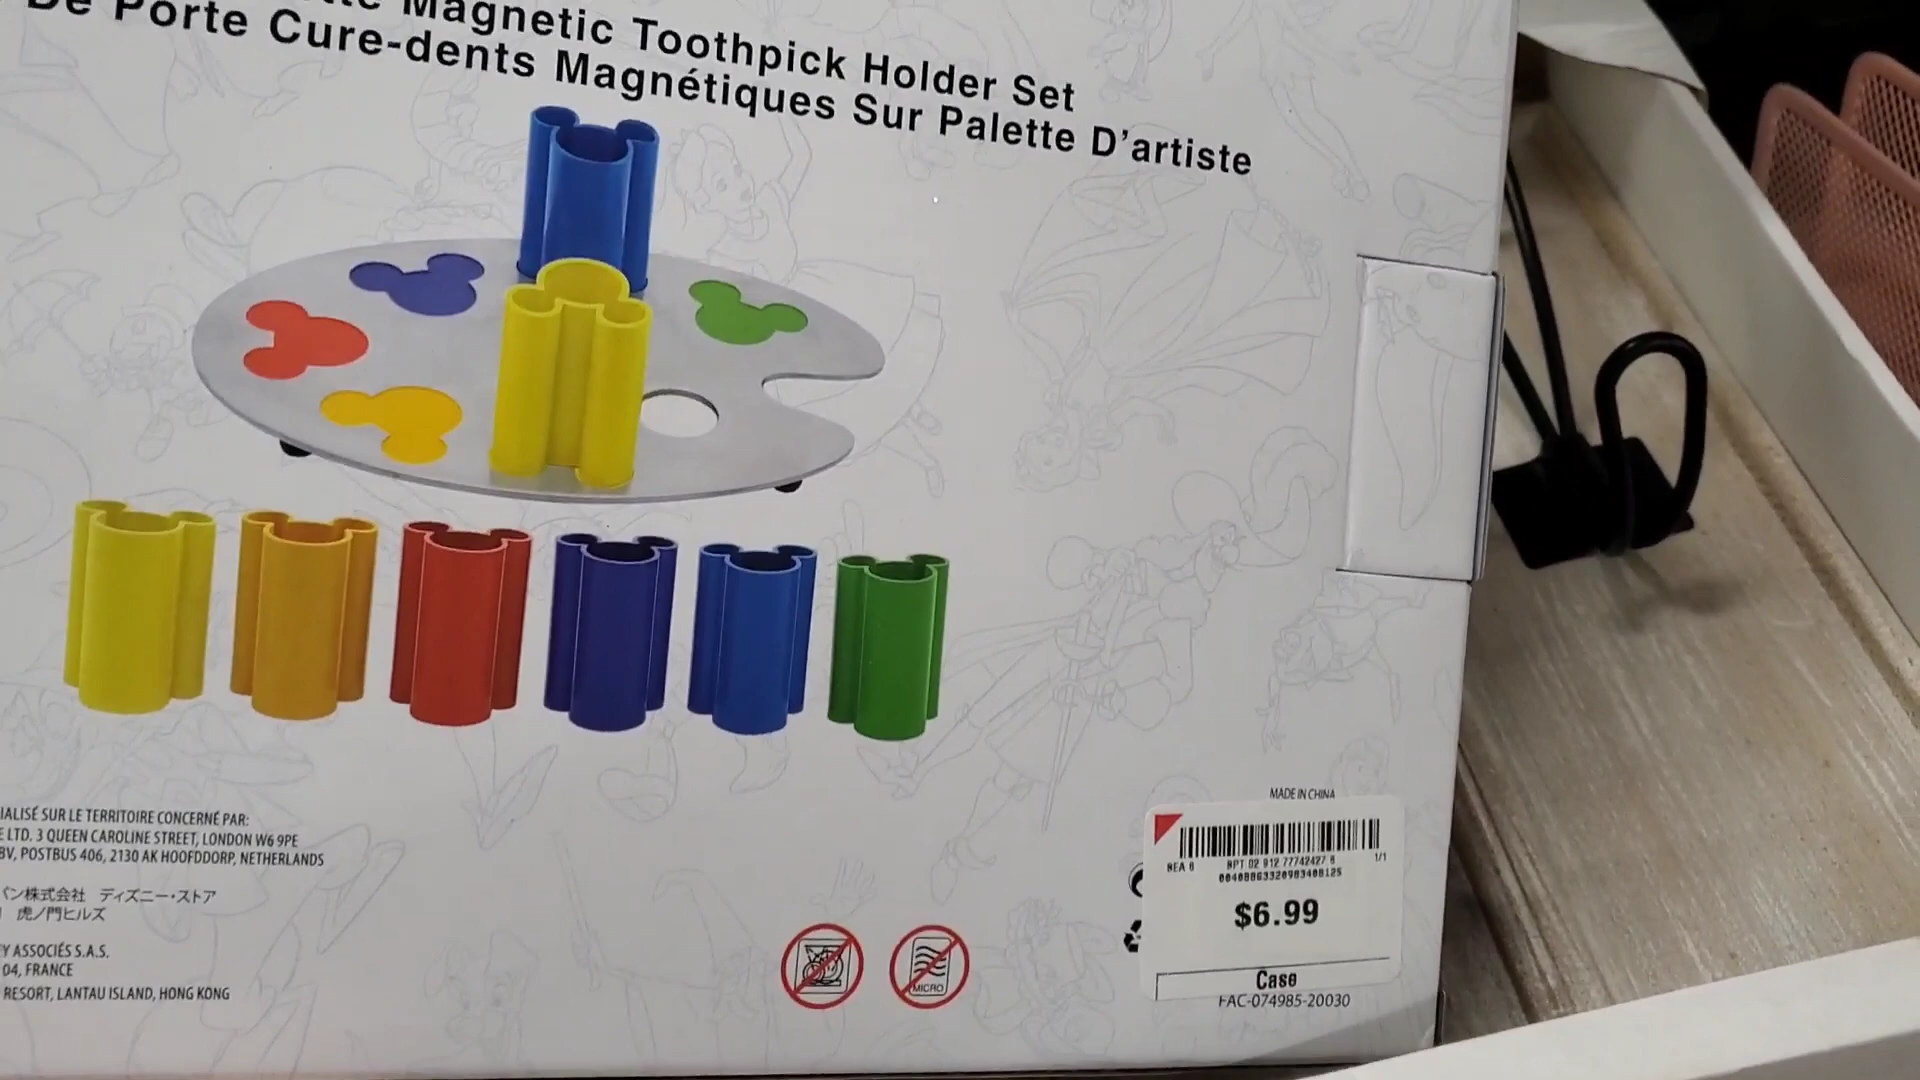 Magnetic Toothpick Holder Set
De Porte Cure-dents Magnétiques Sur Palette D'artiste
IALISÉ SUR LE TERRITOIRE CONCERNÉ PAR:
E LTD. 3 QUEEN CAROLINE STREET, LONDON W6 9PE
BV, POSTBUS 406, 2130 AK HOOFDDORP, NETHERLANDS
パン株式会社 ディズニー・ストア
虎ノ門ヒルズ
Y ASSOCIÉS S.A.S.
04, FRANCE
RESORT, LANTAU ISLAND, HONG KONG
MICRO
MADE IN CHINA
1/1
$6.99
Case
FAC-074985-20030